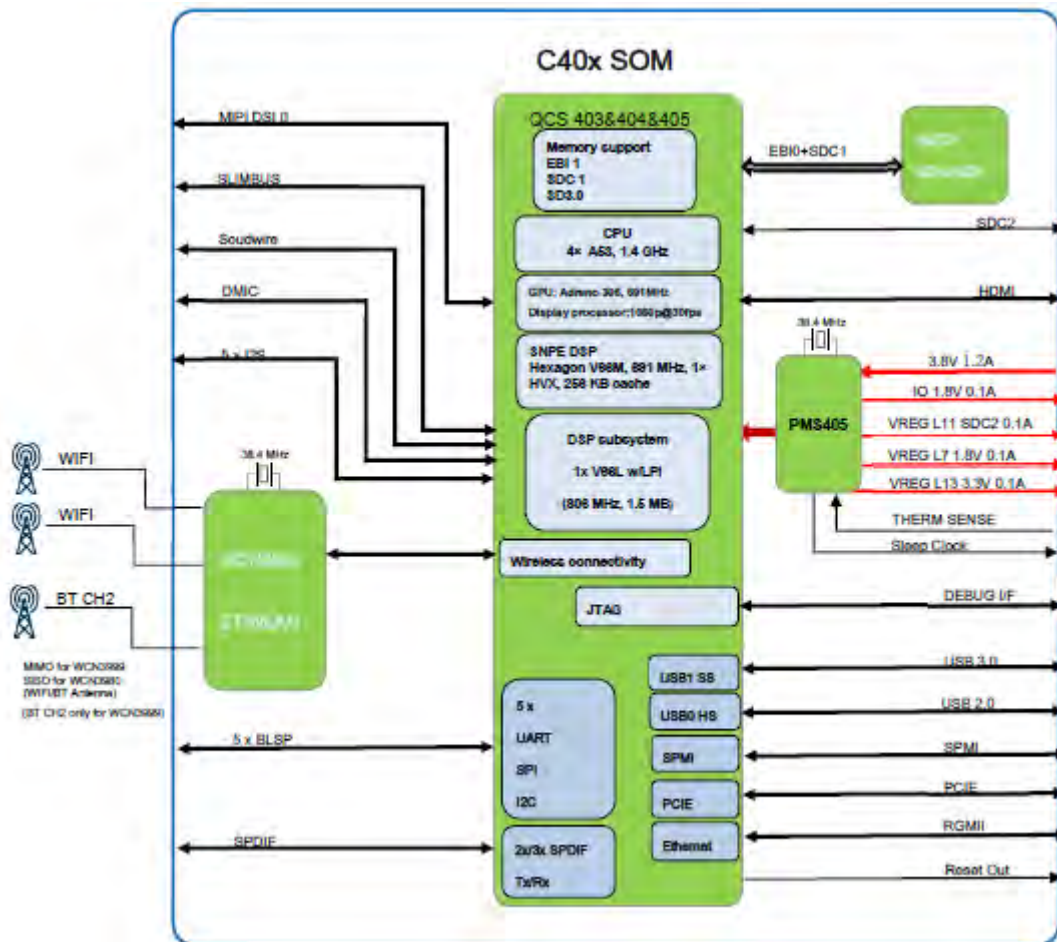 C40x SOM
QCS 403&404&405
Memory support
EBI 1
SDC 1
SD3.0
CPU
4× A53, 1.4 GHz
GPU: Adreno 306, 691MHz
Display processor:1080p@30fps
SNPE DSP
Hexagon V66M, 691 MHz, 1×
HVX, 256 KB cache
DSP subsystem
1x V66L w/LPI
(806 MHz, 1.5 MB)
Wireless connectivity
JTAG
USB1 SS
USB0 HS
SPMI
PCIE
Ethernet
5 x
UART
SPI
I2C
2x/3x SPDIF
Tx/Rx
MIPI DSI 0
SLIMBUS
Soudwire
DMIC
5 x I2S
38.4 MHz
WIFI
WIFI
BT CH2
MIMO for WCN3999
SISO for WCN3980
(WIFI/BT Antenna)
(BT CH2 only for WCN3999)
5 x BLSP
SPDIF
EBI0+SDC1
SDC2
HDMI
38.4 MHz
PMS405
3.8V 1.2A
IO 1.8V 0.1A
VREG L11 SDC2 0.1A
VREG L7 1.8V 0.1A
VREG L13 3.3V 0.1A
THERM SENSE
Sleep Clock
DEBUG I/F
USB 3.0
USB 2.0
SPMI
PCIE
RGMII
Reset Out